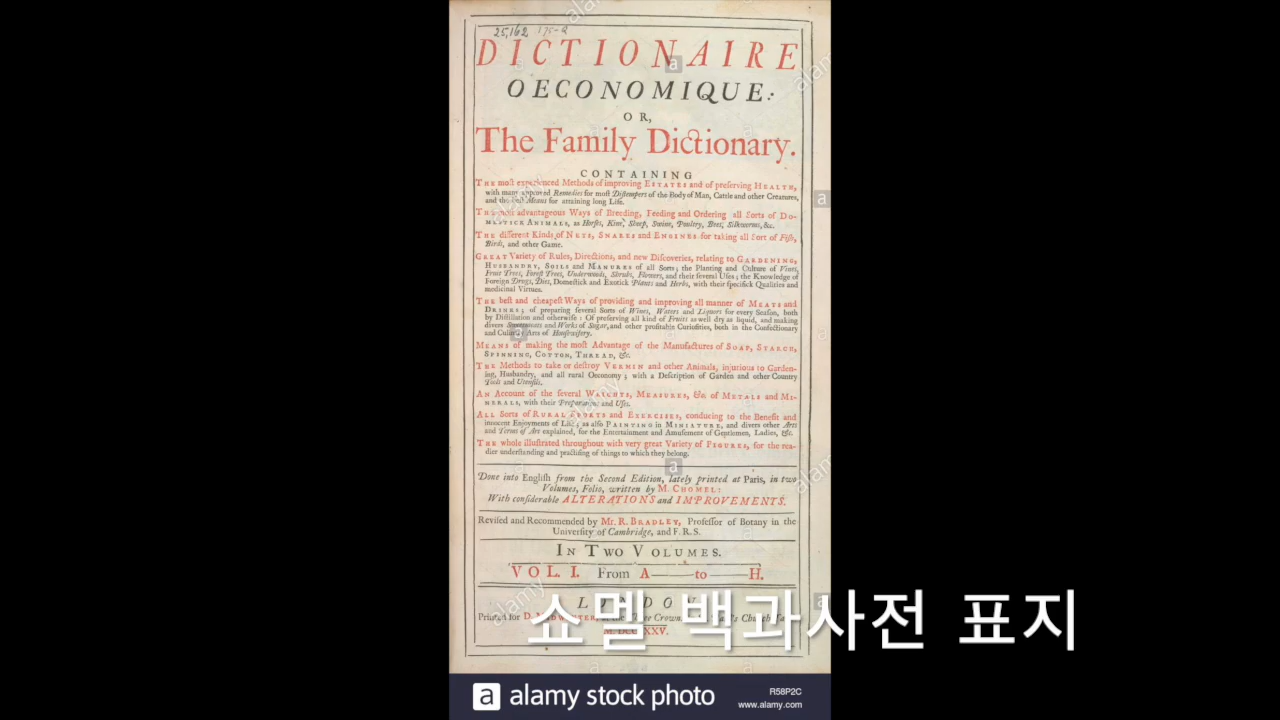 25,162 175-a
DICTIONAIRE
OECONOMIQUE:
OR,
The Family Dictionary.
CONTAINING
THE most experienced Methods of improving ESTATES and of preserving HEALTH,
with many approved Remedies for most Distempers of the Body of Man, Cattle and other Creatures,
and the best Means for attaining long Life.
THE most advantageous Ways of Breeding, Feeding and Ordering all Sorts of DO-
MESTICK ANIMALS, as Horses, Kine, Sheep, Swine, Poultry, Bees, Silkworms, &c.
THE different Kinds of NETS, SNARES and ENGINES for taking all Sort of Fish,
Birds, and other Game.
GREAT Variety of Rules, Directions, and new Discoveries, relating to GARDENING,
HUSBANDRY, SOILS and MANURES of all Sorts; the Planting and Culture of Vines,
Fruit Trees, Forest Trees, Underwoods, Shrubs, Flowers, and their several Uses; the Knowledge of
Foreign Drugs, Dies, Domestick and Exotick Plants and Herbs, with their specifick Qualities and
medicinal Virtues.
THE best and cheapest Ways of providing and improving all manner of MEATS and
DRINKS; of preparing several Sorts of Wines, Waters and Liquors for every Season, both
by Distillation and otherwise: Of preserving all kind of Fruits as well dry as liquid, and making
divers Sweetmeats and Works of Sugar, and other profitable Curiosities, both in the Confectionary
and Culinary Arts of Housewifery.
MEANS of making the most Advantage of the Manufactures of SOAP, STARCH,
SPINNING, COTTON, THREAD, &c.
THE Methods to take or destroy VERMIN and other Animals, injurious to Garden-
ing, Husbandry, and all rural Oeconomy; with a Description of Garden and other Country
Tools and Utensils.
AN Account of the several WEIGHTS, MEASURES, &c. of METALS and MI-
NERALS, with their Preparations and Uses.
ALL Sorts of RURAL SPORTS and EXERCISES, conducing to the Benefit and
innocent Enjoyments of Life; as also PAINTING in MINIATURE, and divers other Arts
and Terms of Art explained, for the Entertainment and Amusement of Gentlemen, Ladies, &c.
THE whole illustrated throughout with very great Variety of FIGURES, for the rea-
dier understanding and practising of things to which they belong.
Done into English from the Second Edition, lately printed at Paris, in two
Volumes, Folio, written by M. CHOMEL:
With considerable ALTERATIONS and IMPROVEMENTS.
Revised and Recommended by Mr. R. BRADLEY, Professor of Botany in the
University of Cambridge, and F. R. S.
IN TWO VOLUMES.
VOL. I. From A—to—H.
LONDON
Printed for D. Crown Church
쇼멜 백과사전 표지
a alamy stock photo
R58P2C
www.alamy.com